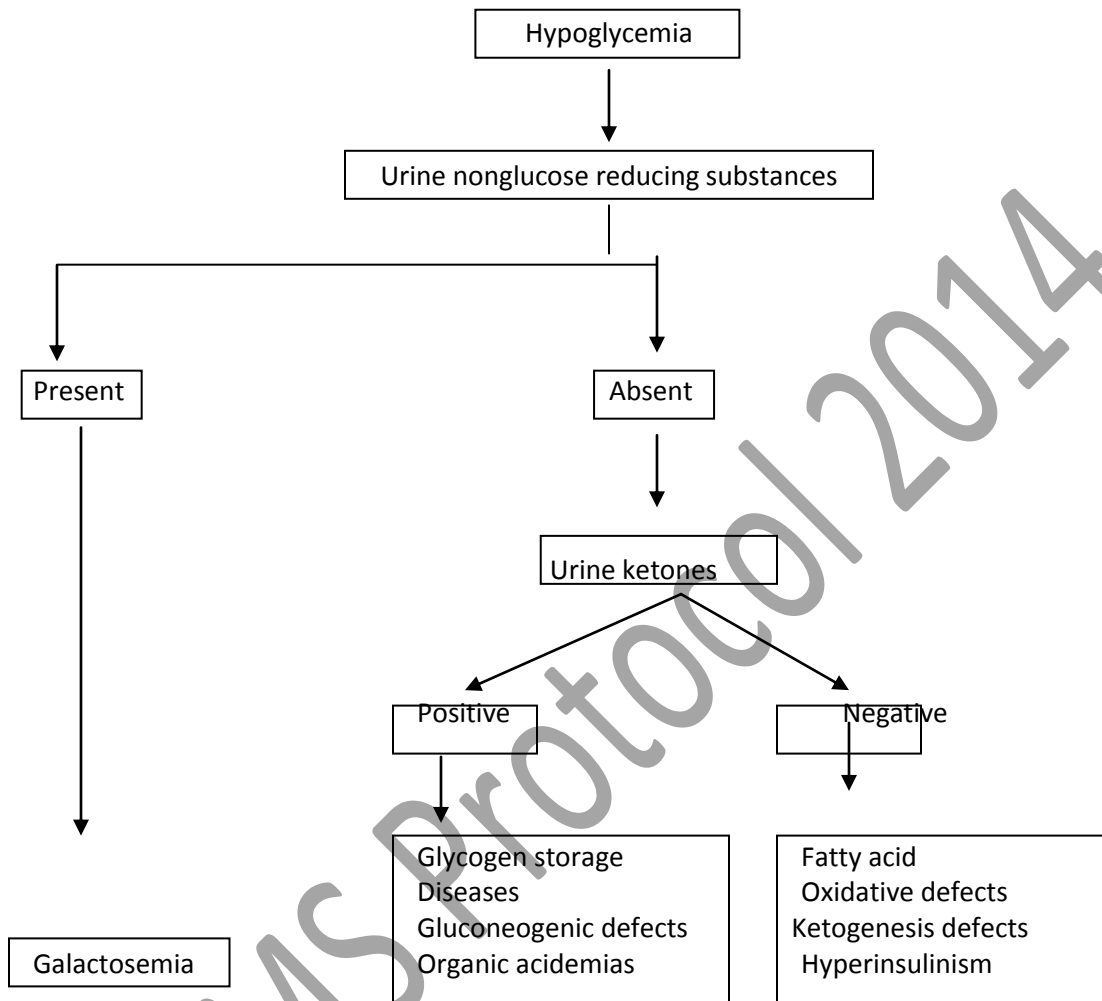 Hypoglycemia
Urine nonglucose reducing substances
Present
Absent
Urine ketones
Positive
Negative
Glycogen storage
Diseases
Gluconeogenic defects
Organic acidemias
Fatty acid
Oxidative defects
Ketogenesis defects
Hyperinsulinism
Galactosemia
MS Protocol 2014